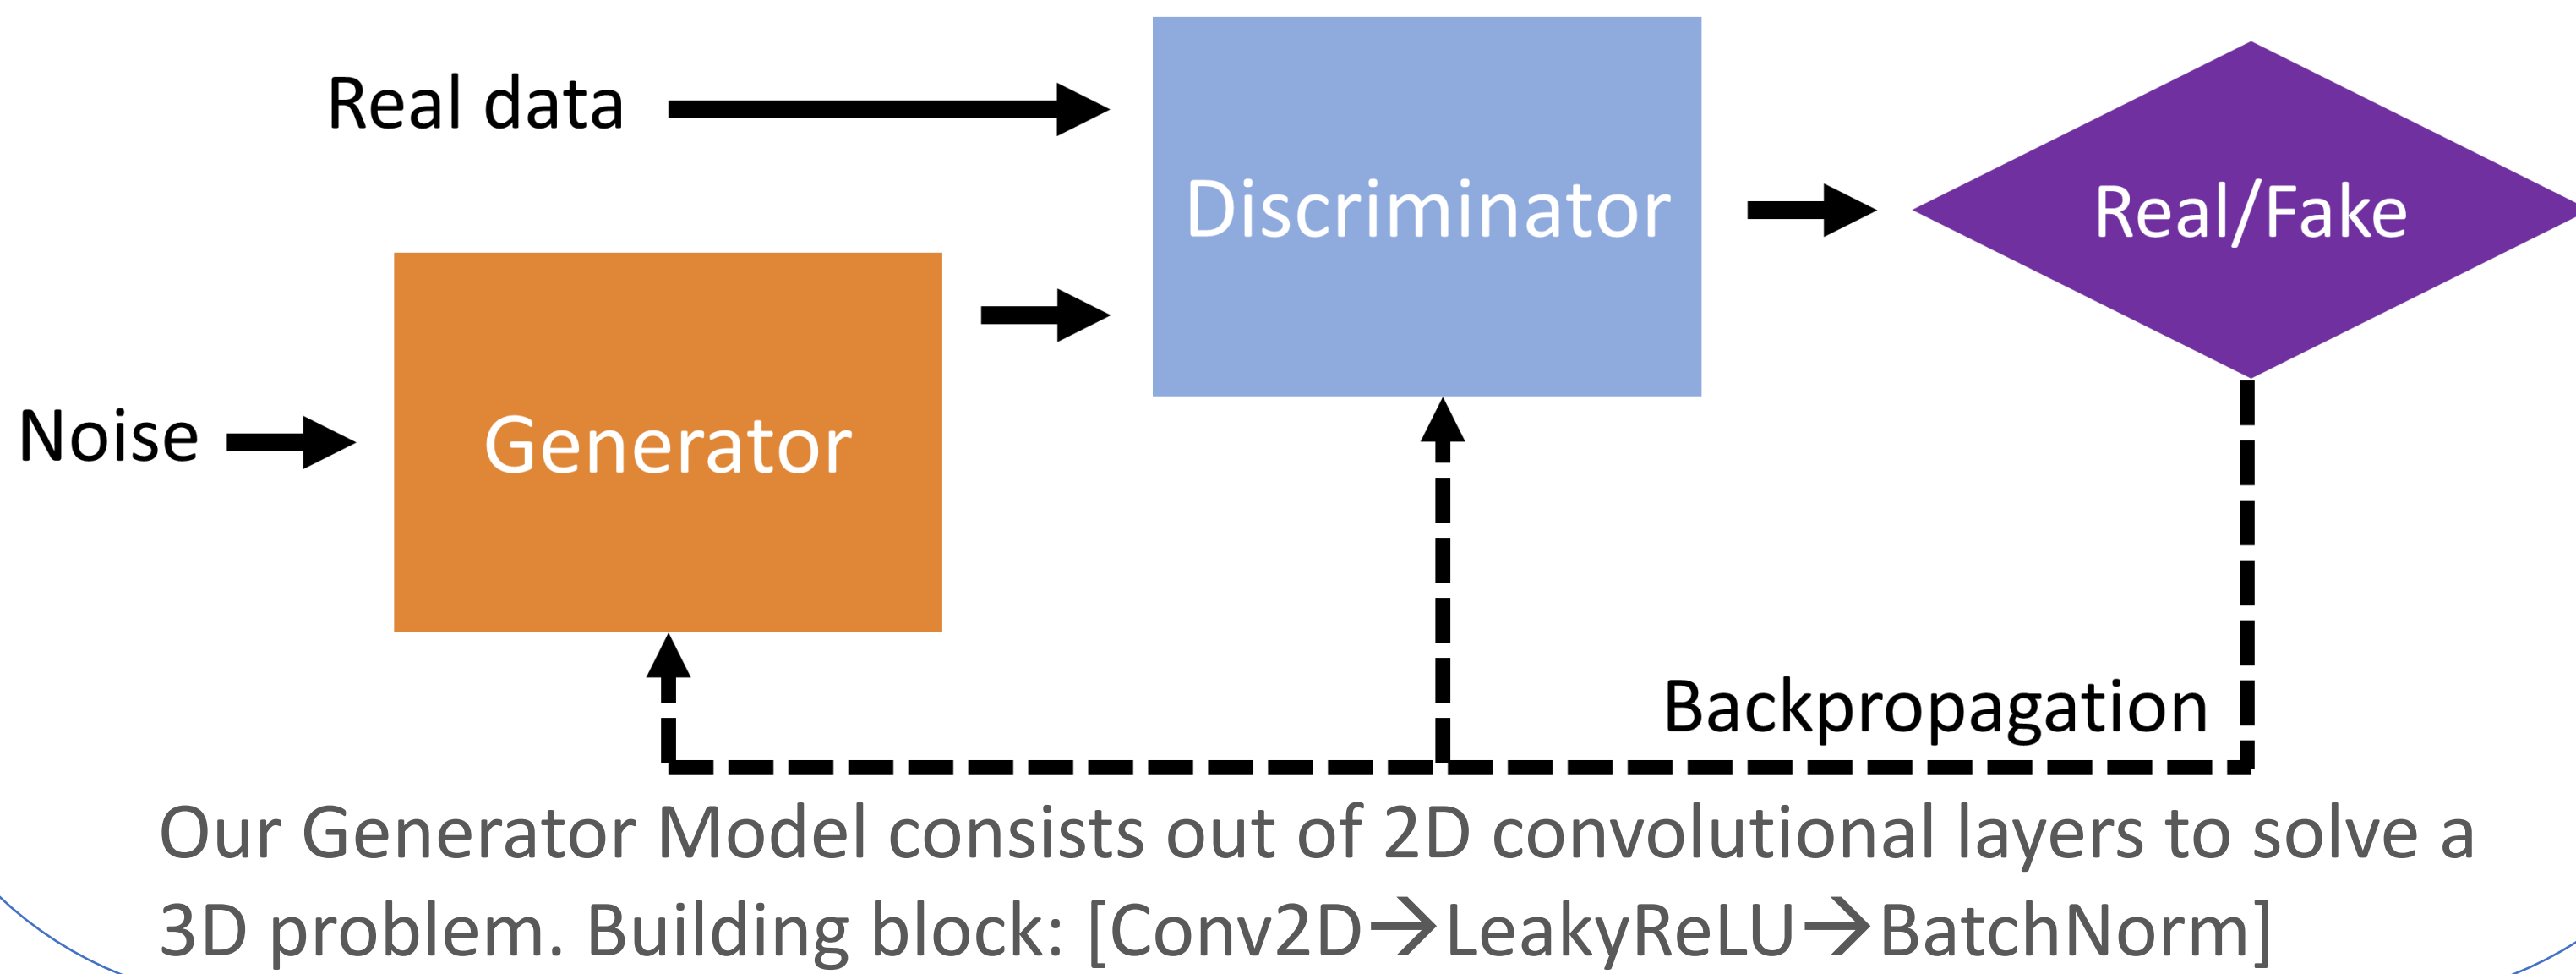 Real data
Discriminator
Real/Fake
Noise
Generator
Backpropagation
Our Generator Model consists out of 2D convolutional layers to solve a
3D problem. Building block: [Conv2D→LeakyReLU→BatchNorm]